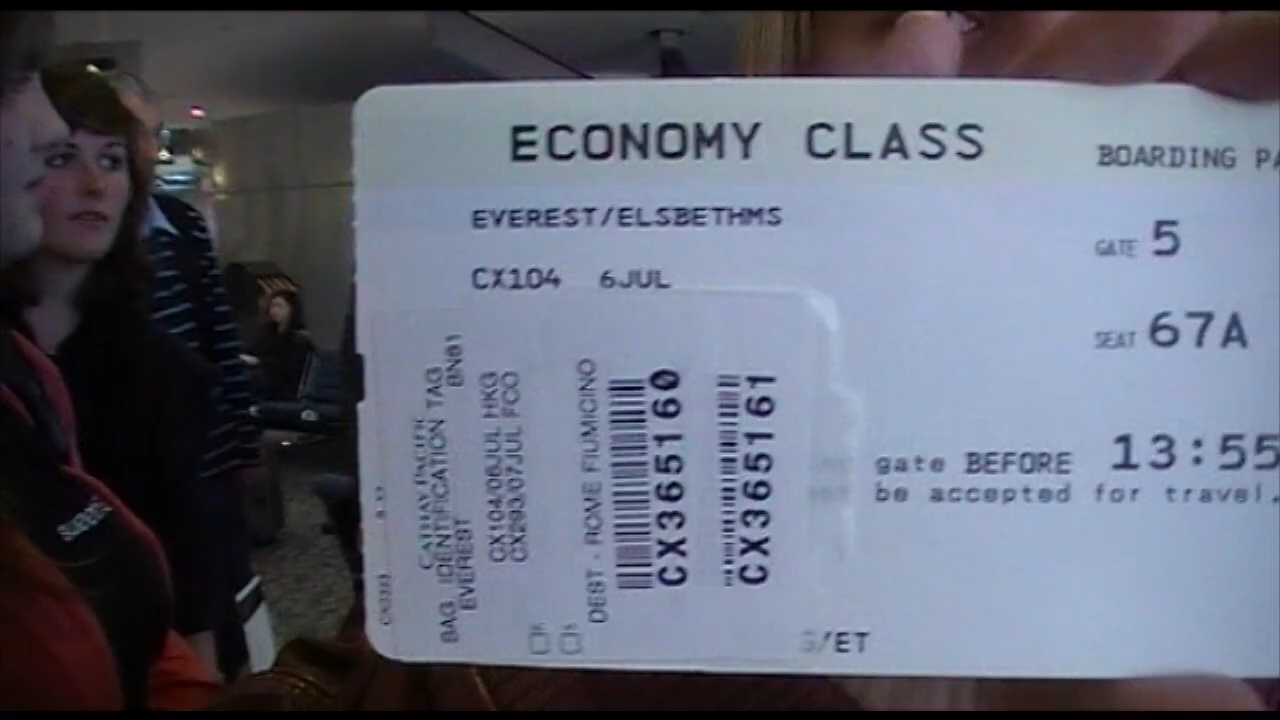 ECONOMY CLASS
BOARDING PA
EVEREST/ELSBETHMS
GATE 5
CX104 6JUL
SEAT 67A
gate BEFORE 13:55
be accepted for travel.
CATHAY PACIFIC
BAG IDENTIFICATION TAG
BN61
EVEREST
CX104/06JUL HKG
CX293/07JUL FCO
DEST - ROME FIUMICINO
CX365160
CX365161
/ET